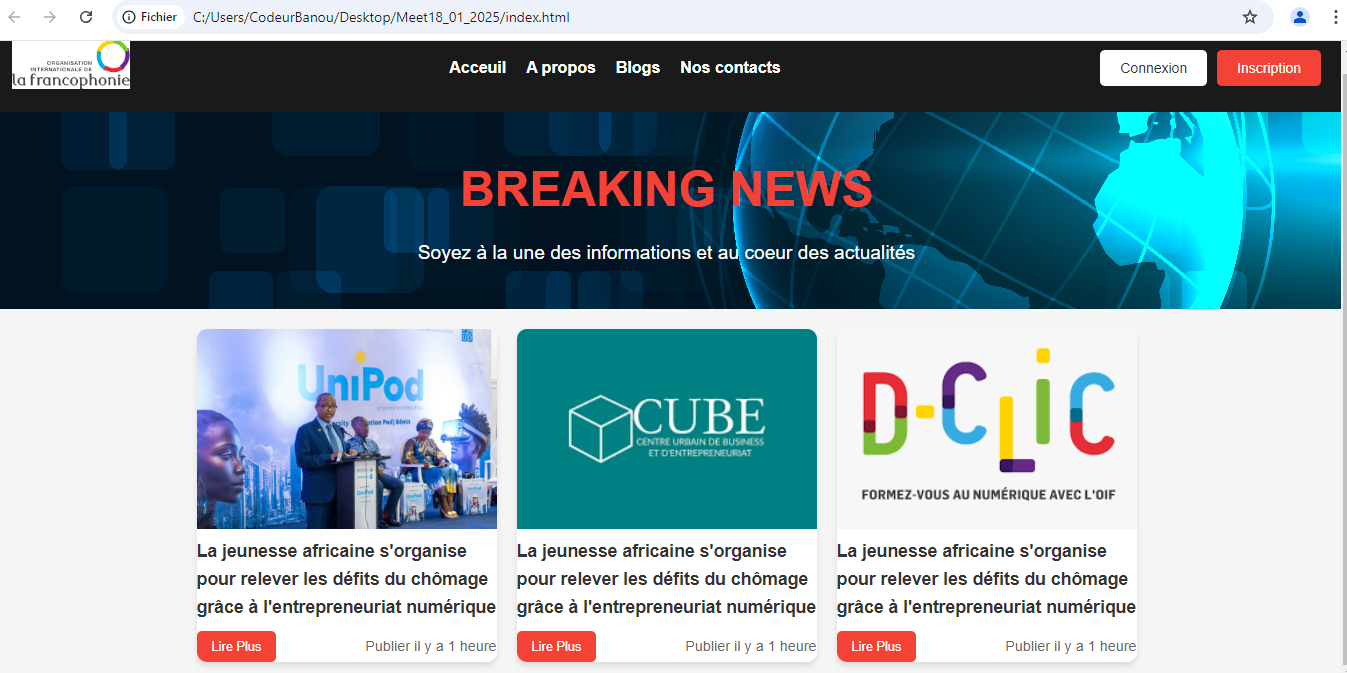 Fichier C:/Users/CodeurBanou/Desktop/Meet18_01_2025/index.html
ORGANISATION
INTERNATIONALE DE
la francophonie
Acceuil A propos Blogs Nos contacts
Connexion Inscription
BREAKING NEWS
Soyez à la une des informations et au coeur des actualités
UniPod
UniPod
La jeunesse africaine s'organise
pour relever les défits du chômage
grâce à l'entrepreneuriat numérique
Lire Plus Publier il y a 1 heure
CUBE
CENTRE URBAIN DE BUSINESS
ET D'ENTREPRENEURIAT
La jeunesse africaine s'organise
pour relever les défits du chômage
grâce à l'entrepreneuriat numérique
Lire Plus Publier il y a 1 heure
D-CLiC
FORMEZ-VOUS AU NUMÉRIQUE AVEC L'OIF
La jeunesse africaine s'organise
pour relever les défits du chômage
grâce à l'entrepreneuriat numérique
Lire Plus Publier il y a 1 heure